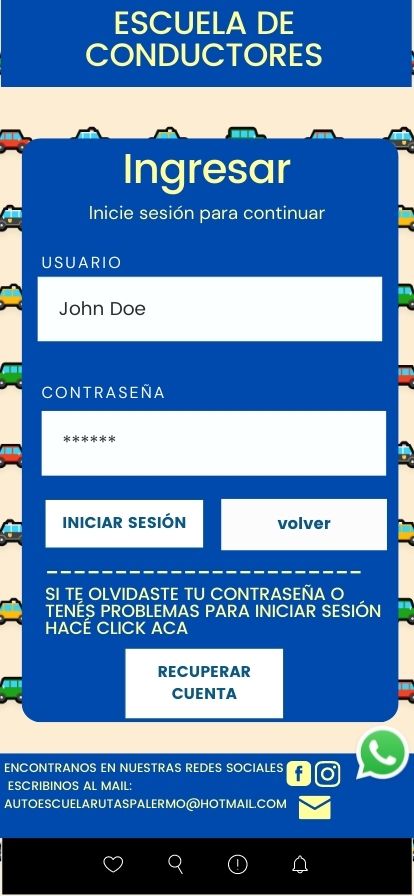 ESCUELA DE
CONDUCTORES
Ingresar
Inicie sesión para continuar
USUARIO
John Doe
CONTRASEÑA
******
INICIAR SESIÓN
volver
------------------------
SI TE OLVIDASTE TU CONTRASEÑA O
TENÉS PROBLEMAS PARA INICIAR SESIÓN
HACÉ CLICK ACA
RECUPERAR
CUENTA
ENCONTRANOS EN NUESTRAS REDES SOCIALES
ESCRIBINOS AL MAIL:
AUTOESCUELARUTASPALERMO@HOTMAIL.COM